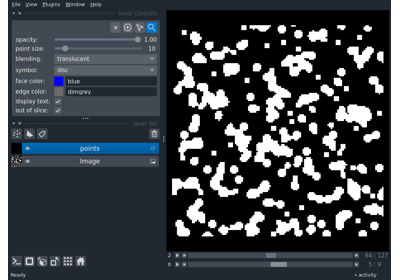 File View Plugins Window Help
layer controls
opacity: 1.00
point size: 10
blending: translucent
symbol: disc
face color: blue
edge color: dimgrey
display text:
out of slice:
layer list
points
Image
2 64 127
0 5 9
Ready activity